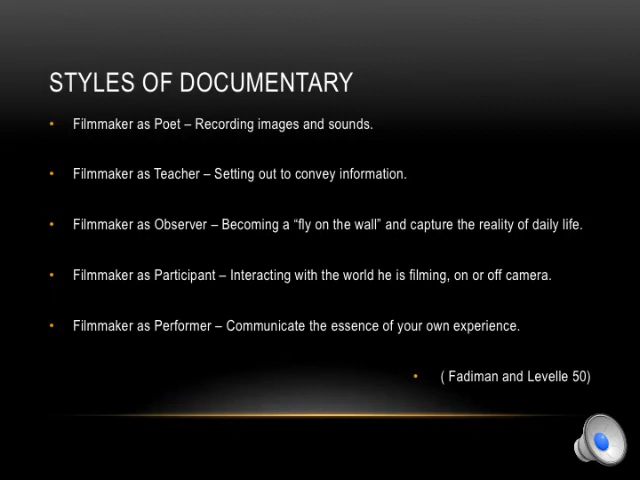 STYLES OF DOCUMENTARY
• Filmmaker as Poet – Recording images and sounds.
• Filmmaker as Teacher – Setting out to convey information.
• Filmmaker as Observer – Becoming a “fly on the wall” and capture the reality of daily life.
• Filmmaker as Participant – Interacting with the world he is filming, on or off camera.
• Filmmaker as Performer – Communicate the essence of your own experience.
• ( Fadiman and Levelle 50)